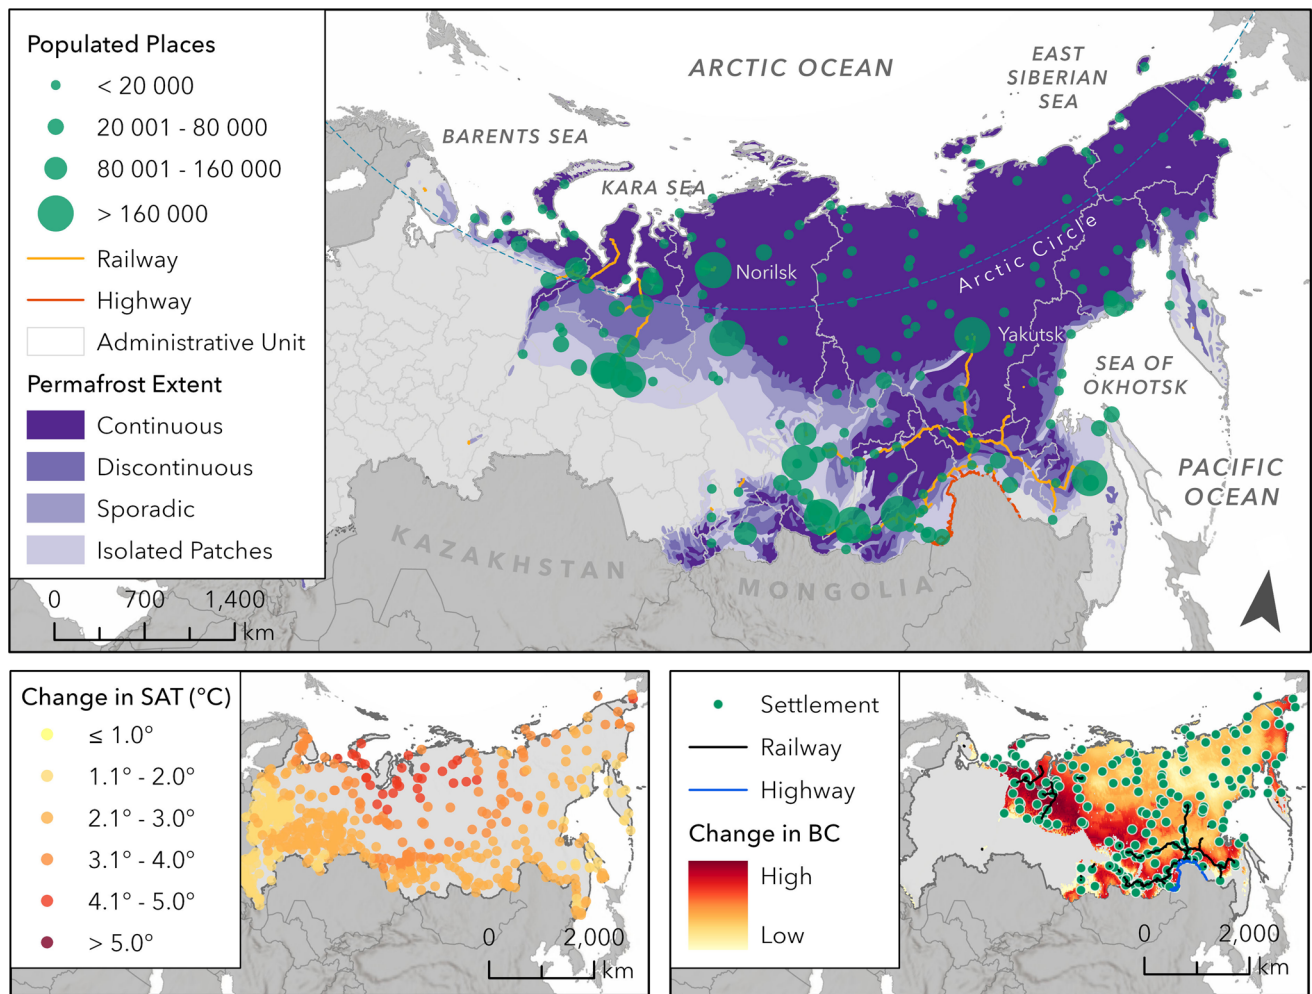 Populated Places
< 20 000
20 001 - 80 000
80 001 - 160 000
> 160 000
Railway
Highway
Administrative Unit
Permafrost Extent
Continuous
Discontinuous
Sporadic
Isolated Patches
0 700 1,400
km
ARCTIC OCEAN
EAST
SIBERIAN
SEA
BARENTS SEA
KARA SEA
Norilsk
Arctic Circle
Yakutsk
SEA OF
OKHOTSK
PACIFIC
OCEAN
KAZAKHSTAN
MONGOLIA
Change in SAT (°C)
≤ 1.0°
1.1° - 2.0°
2.1° - 3.0°
3.1° - 4.0°
4.1° - 5.0°
> 5.0°
0 2,000
km
Settlement
Railway
Highway
Change in BC
High
Low
0 2,000
km